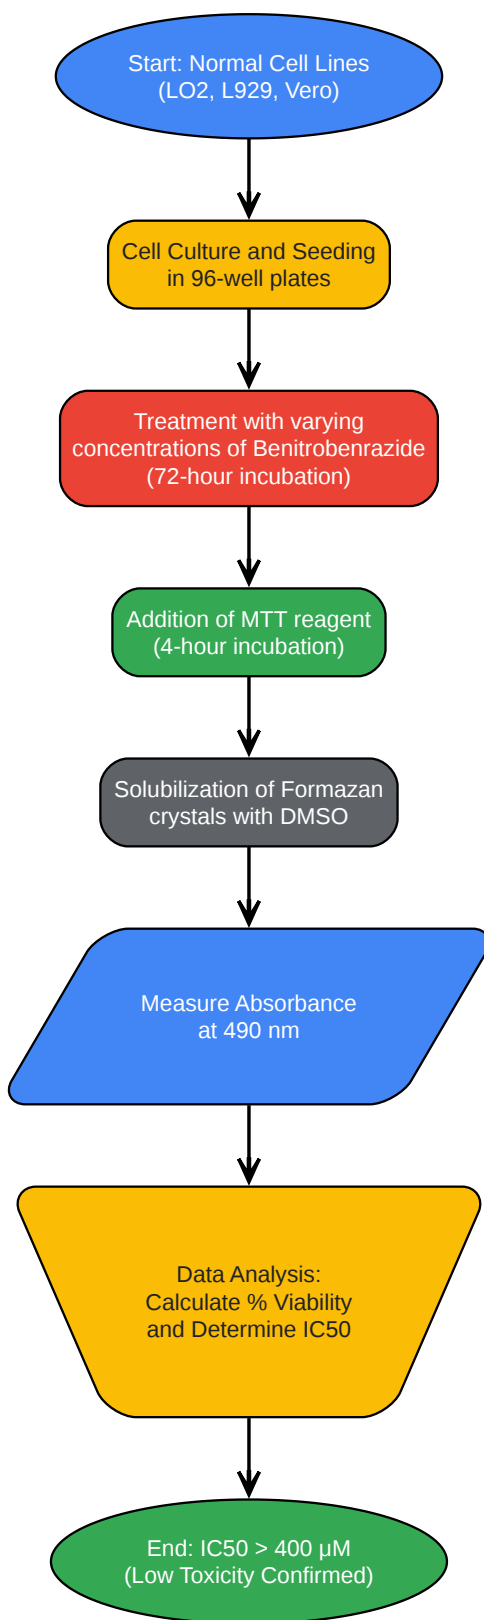 Start: Normal Cell Lines
(LO2, L929, Vero)
Cell Culture and Seeding
in 96-well plates
Treatment with varying
concentrations of Benitrobenrazide
(72-hour incubation)
Addition of MTT reagent
(4-hour incubation)
Solubilization of Formazan
crystals with DMSO
Measure Absorbance
at 490 nm
Data Analysis:
Calculate % Viability
and Determine IC50
End: IC50 > 400 μM
(Low Toxicity Confirmed)